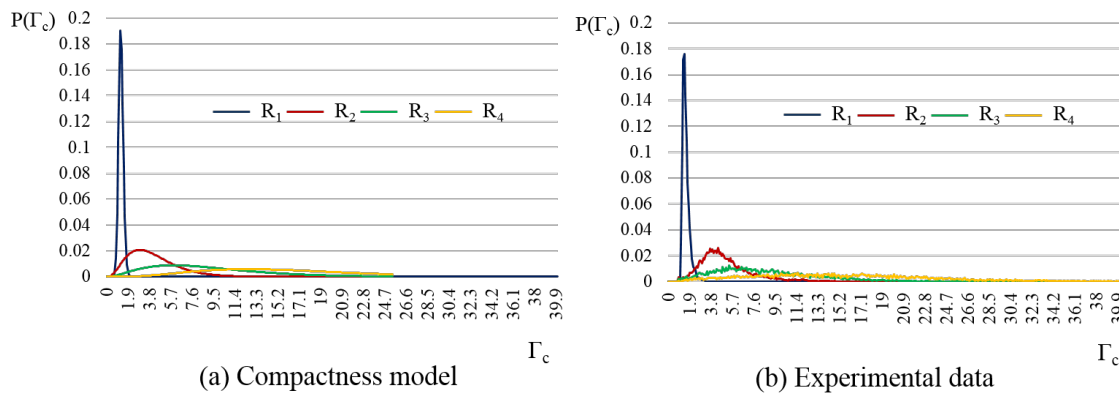 P(Γc)
0.2
0.18
0.16
0.14
0.12
0.1
0.08
0.06
0.04
0.02
0
R1 R2 R3 R4
0 1.9 3.8 5.7 7.6 9.5 11.4 13.3 15.2 17.1 19 20.9 22.8 24.7 26.6 28.5 30.4 32.3 34.2 36.1 38 39.9
Γc
(a) Compactness model
P(Γc)
0.2
0.18
0.16
0.14
0.12
0.1
0.08
0.06
0.04
0.02
0
R1 R2 R3 R4
0 1.9 3.8 5.7 7.6 9.5 11.4 13.3 15.2 17.1 19 20.9 22.8 24.7 26.6 28.5 30.4 32.3 34.2 36.1 38 39.9
Γc
(b) Experimental data